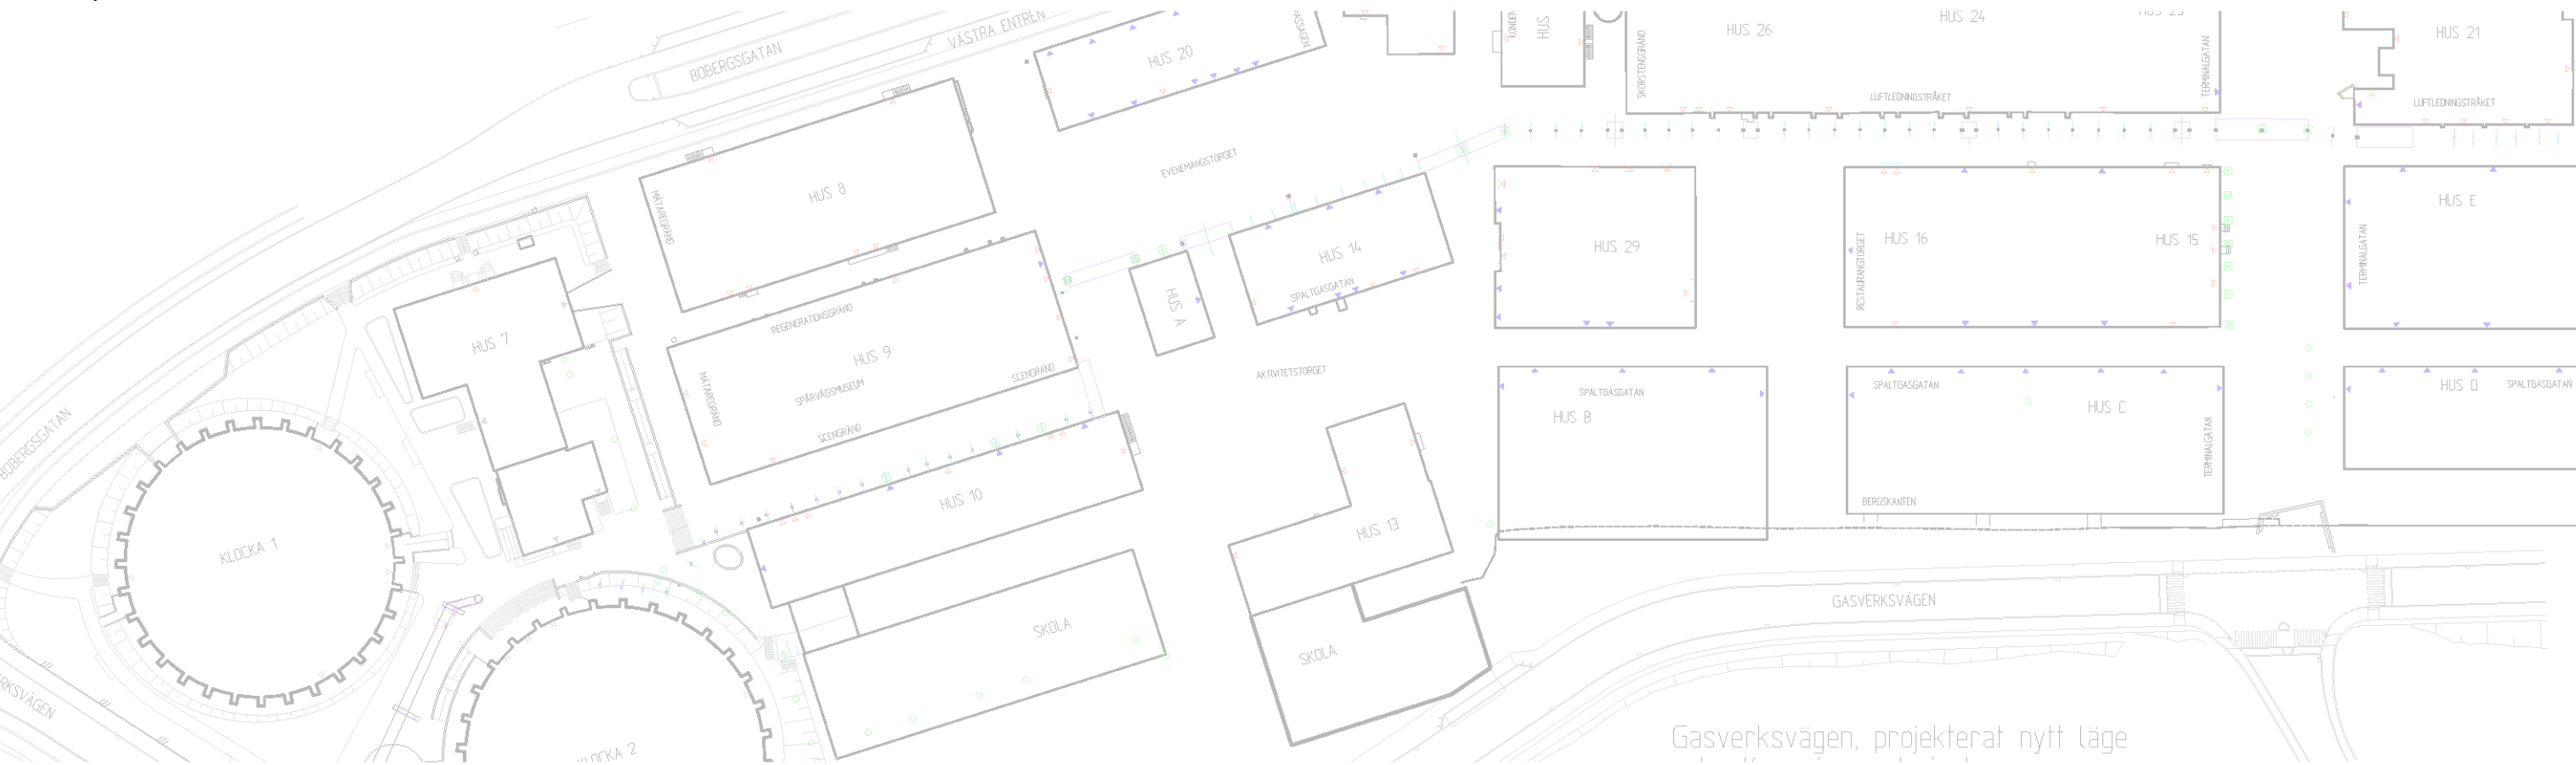 BOBERGSGATAN
VÄSTRA ENTRÉN
HUS 20
HUS
HUS 26
HUS 24
HUS 21
SKORSTENSGRÄND
TERMINALGATAN
LUFTLEDNINGSTRÅKET
LUFTLEDNINGSTRÅKET
EVENEMANGSTORGET
HUS 8
MÄTAREGRÄND
HUS 14
SPALTGASGATAN
HUS A
HUS 29
HUS 16
HUS 15
RESTAURANGTORGET
HUS E
TERMINALGATAN
HUS 7
REGENERATIONSGRÄND
HUS 9
MÄTAREGRÄND
SPÅRVÄGSMUSEUM
SCENGRÄND
SCENGRÄND
AKTIVITETSTORGET
SPALTGASGATAN
HUS B
SPALTGASGATAN
HUS C
TERMINALGATAN
BERGSKANTEN
HUS D
SPALTGASGATAN
BOBERGSGATAN
KLOCKA 1
HUS 10
HUS 13
SKOLA
SKOLA
GASVERKSVÄGEN
KLOCKA 2
Gasverksvägen, projekterat nytt läge